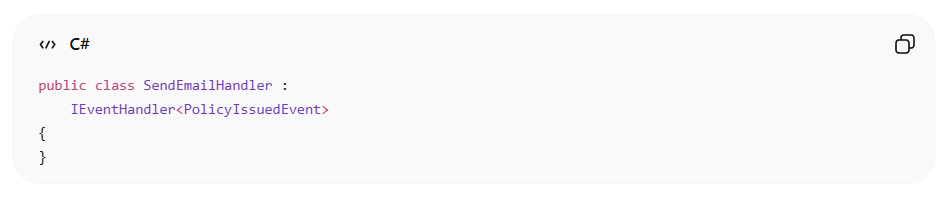 C#
public class SendEmailHandler :
    IEventHandler<PolicyIssuedEvent>
{
}